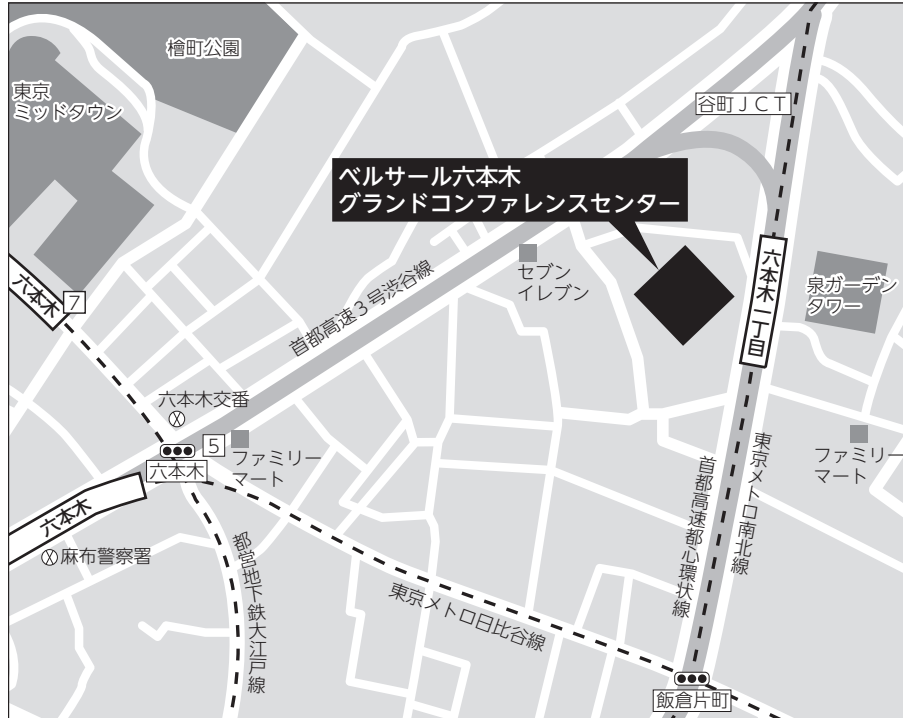 檜町公園
東京
ミッドタウン
谷町ＪＣＴ
ベルサール六本木
グランドコンファレンスセンター
六本木一丁目
泉ガーデン
タワー
セブン
イレブン
首都高速３号渋谷線
六本木
7
六本木交番
5
六本木
ファミリー
マート
ファミリー
マート
東京メトロ南北線
首都高速都心環状線
六本木
麻布警察署
都営地下鉄大江戸線
東京メトロ日比谷線
飯倉片町